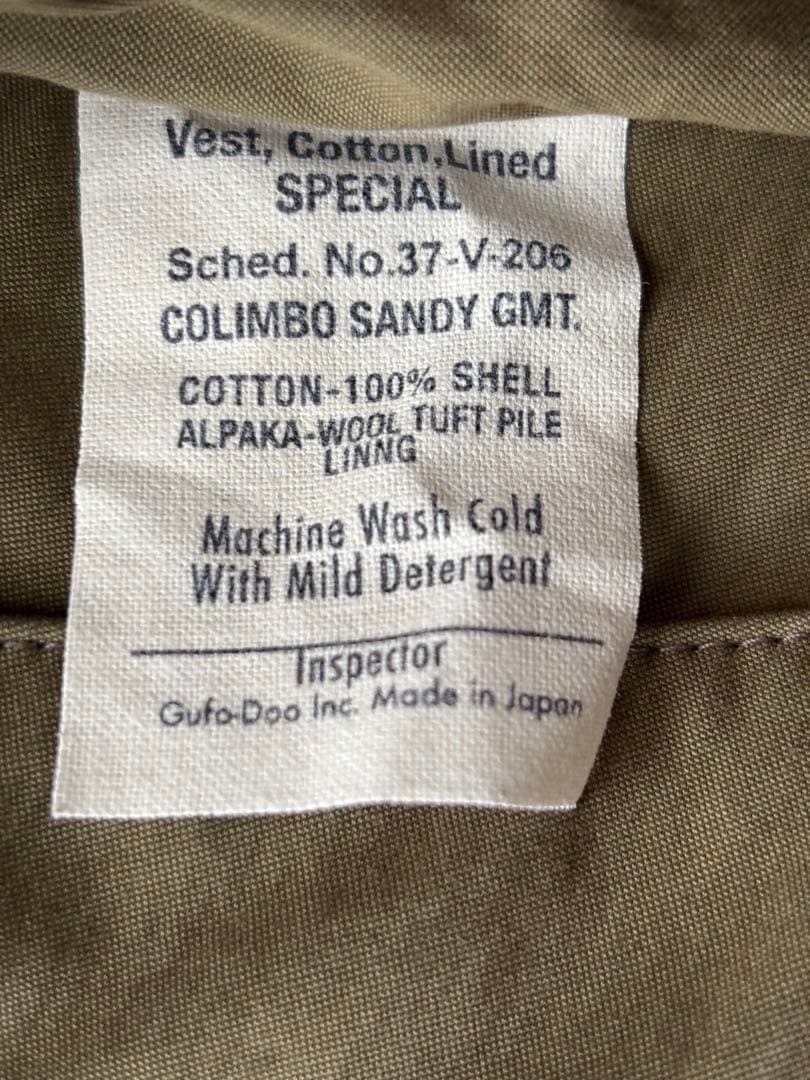 Vest, Cotton, Lined
SPECIAL
Sched. No.37-V-206
COLIMBO SANDY GMT.
COTTON-100% SHELL
ALPAKA-WOOL TUFT PILE
LINNG
Machine Wash Cold
With Mild Detergent
Inspector
Gufo-Doo Inc. Made in Japan